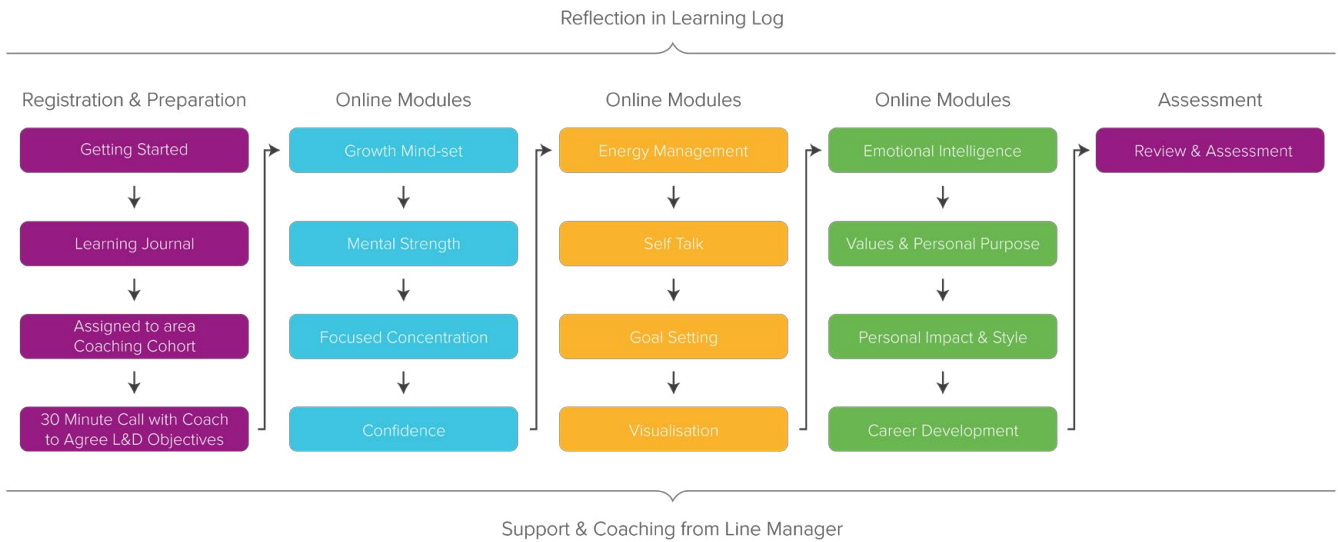 Reflection in Learning Log
Registration & Preparation
Getting Started
Learning Journal
Assigned to area
Coaching Cohort
30 Minute Call with Coach
to Agree L&D Objectives
Online Modules
Growth Mind-set
Mental Strength
Focused Concentration
Confidence
Online Modules
Energy Management
Self Talk
Goal Setting
Visualisation
Online Modules
Emotional Intelligence
Values & Personal Purpose
Personal Impact & Style
Career Development
Assessment
Review & Assessment
Support & Coaching from Line Manager